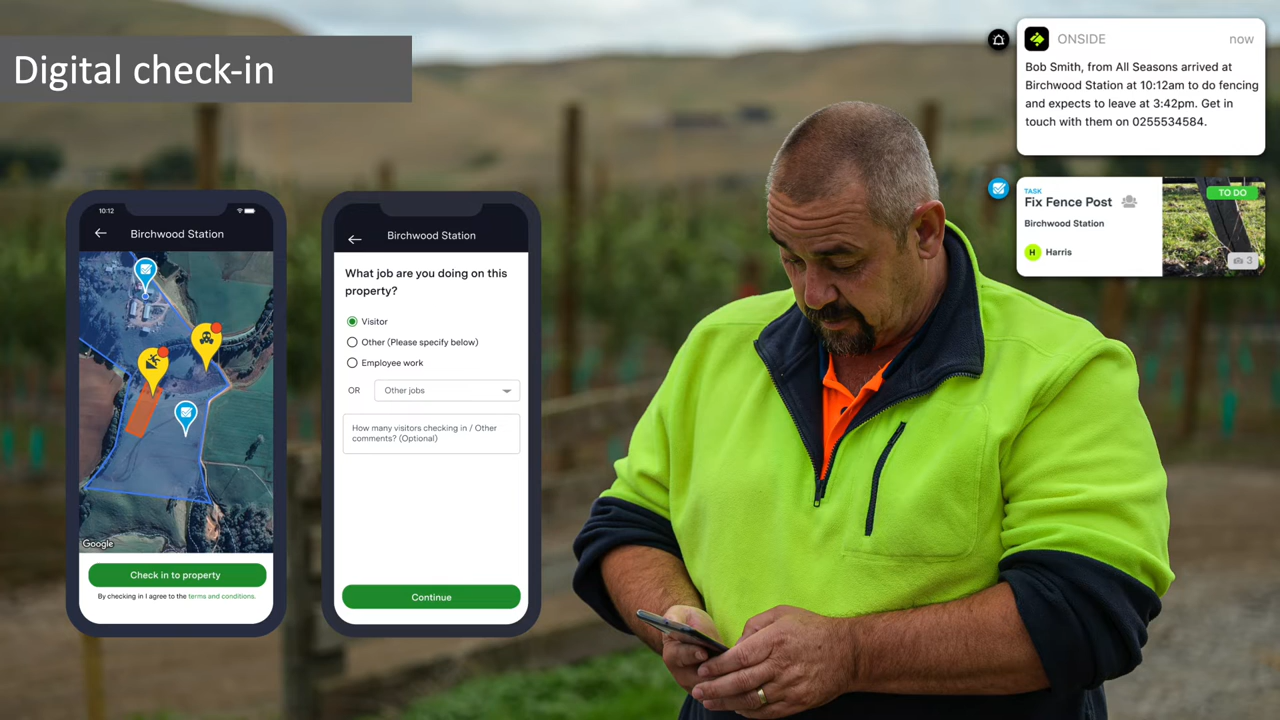 Digital check-in
10:12
Birchwood Station
Google
Check in to property
By checking in I agree to the terms and conditions.
Birchwood Station
What job are you doing on this
property?
Visitor
Other (Please specify below)
Employee work
OR
Other jobs
How many visitors checking in / Other
comments? (Optional)
Continue
ONSIDE
now
Bob Smith, from All Seasons arrived at
Birchwood Station at 10:12am to do fencing
and expects to leave at 3:42pm. Get in
touch with them on 0255534584.
TASK
Fix Fence Post
Birchwood Station
H
Harris
TO DO
3